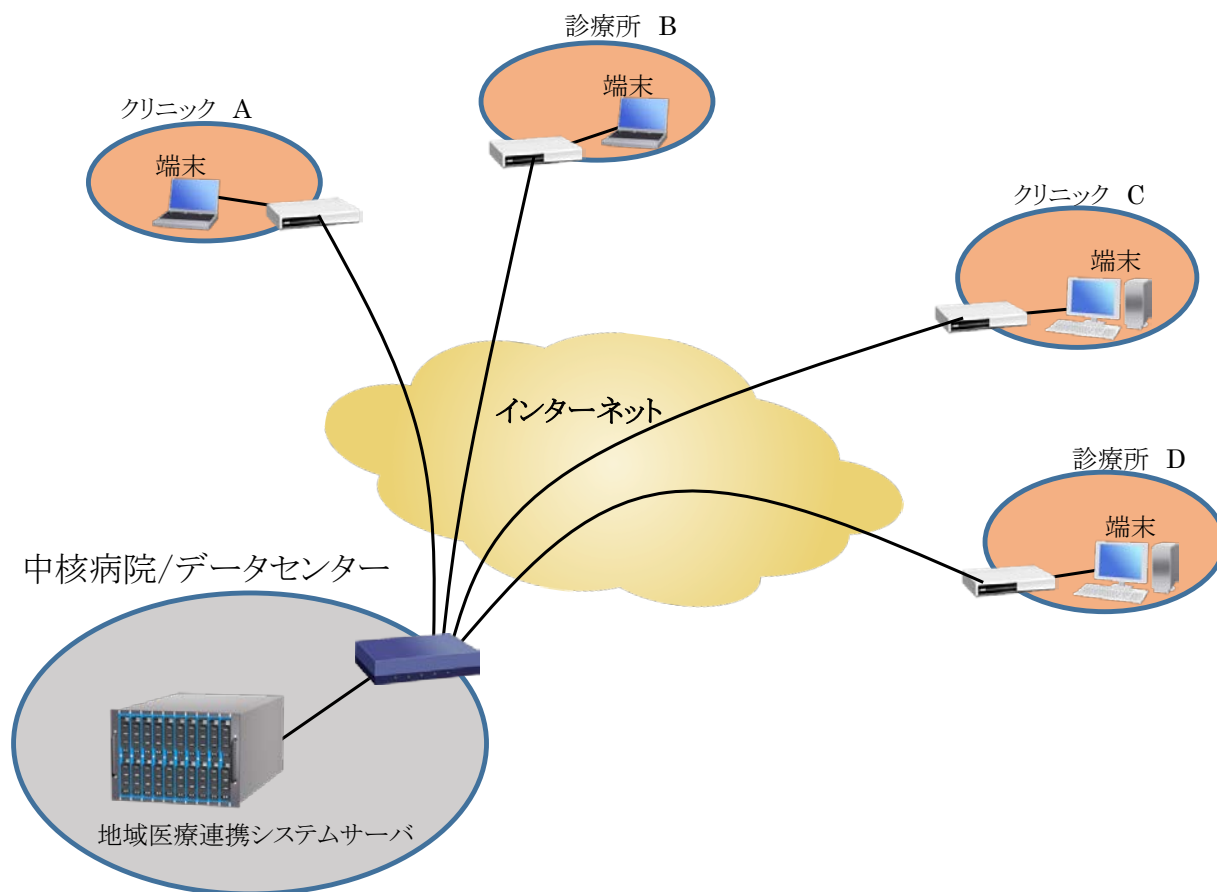 診療所 B
端末
クリニック A
端末
クリニック C
端末
インターネット
診療所 D
端末
中核病院/データセンター
地域医療連携システムサーバ